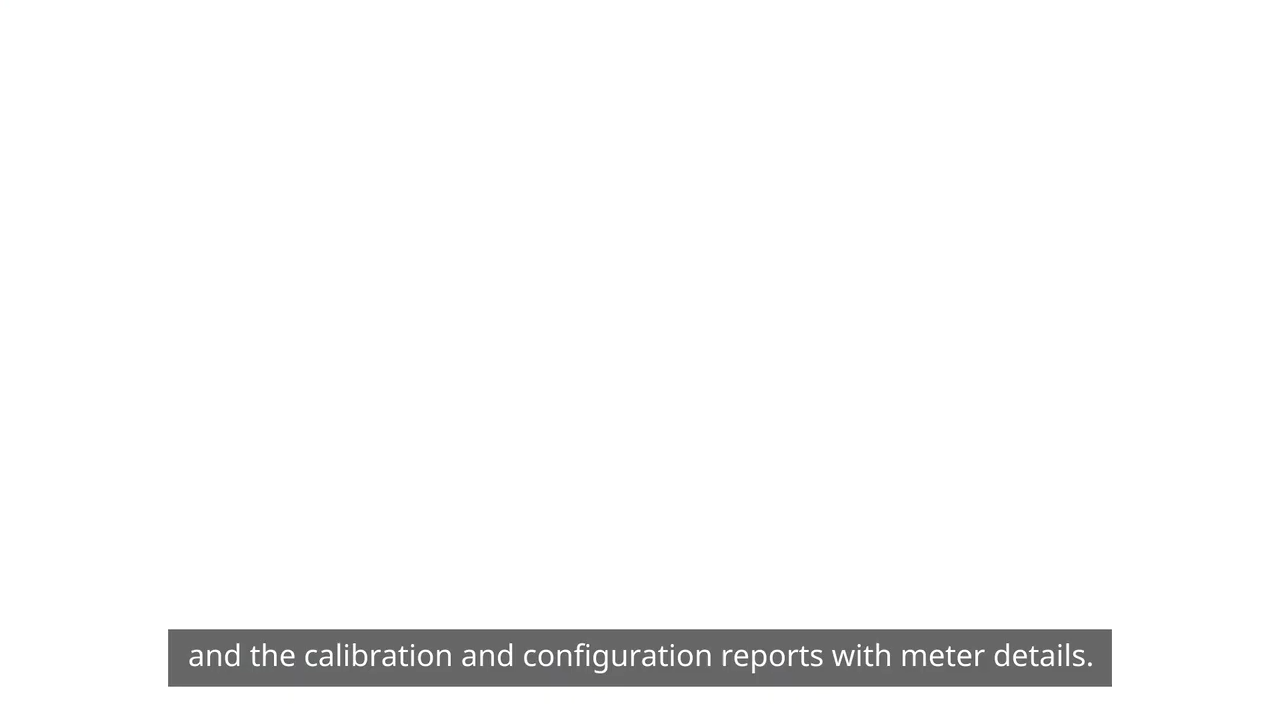 and the calibration and configuration reports with meter details.